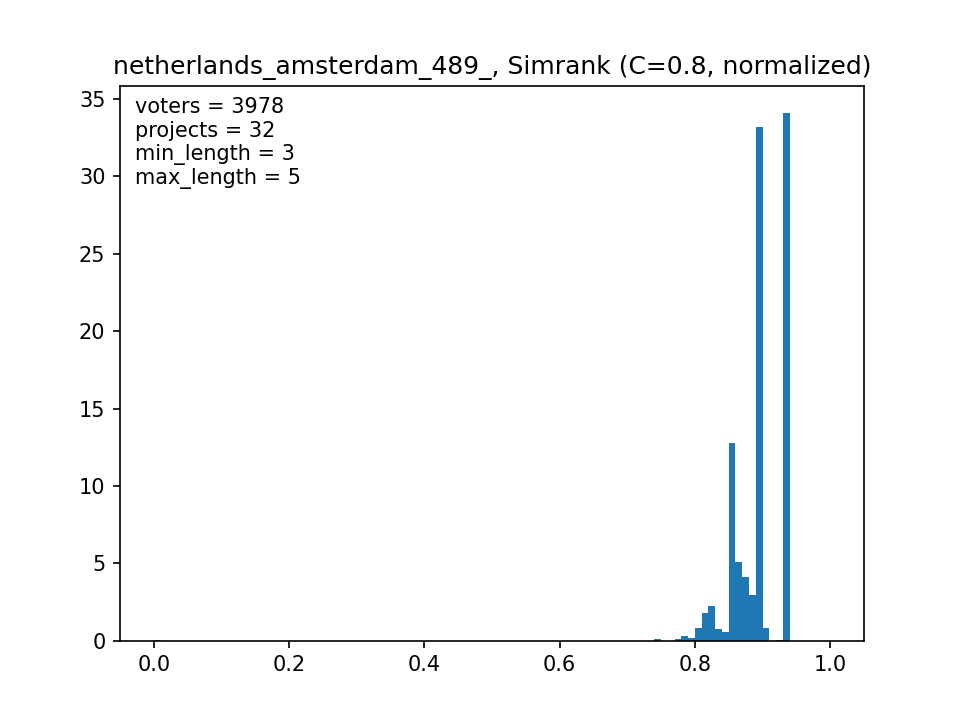 netherlands_amsterdam_489_, Simrank (C=0.8, normalized)
voters = 3978
projects = 32
min_length = 3
max_length = 5
35
30
25
20
15
10
5
0
0.0 0.2 0.4 0.6 0.8 1.0